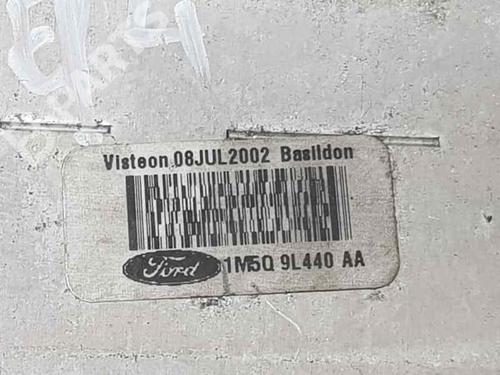 Visteon 08JUL2002 Basildon
Ford 1M5Q 9L440 AA